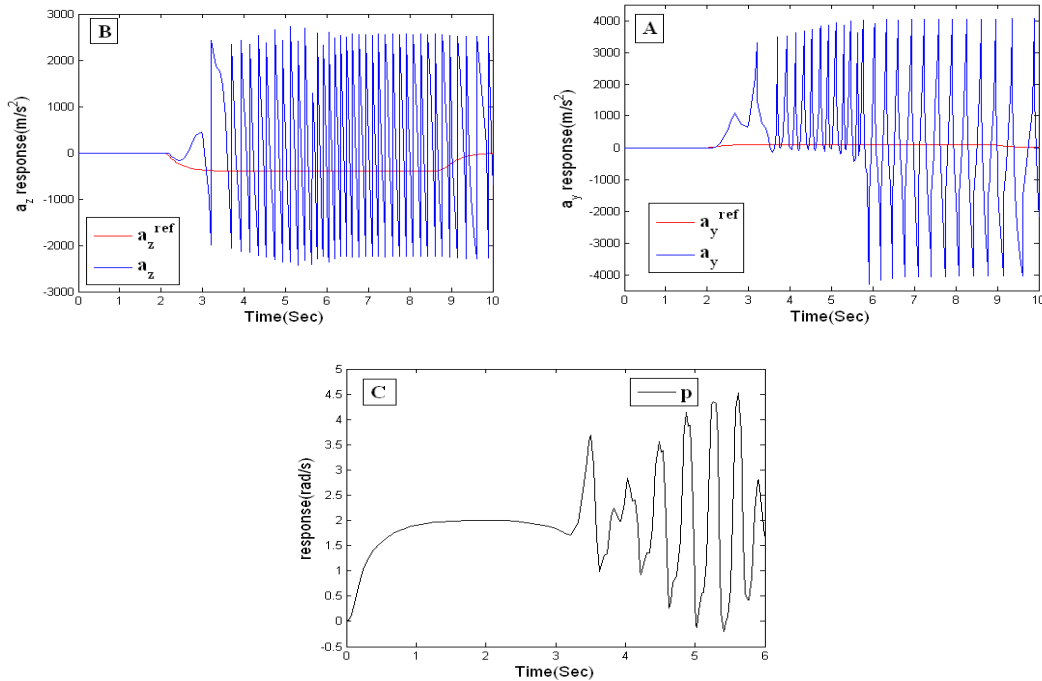 B
3000
2000
1000
0
-1000
-2000
-3000
a_z response(m/s²)
a_z^ref
a_z
0 1 2 3 4 5 6 7 8 9 10
Time(Sec)
A
4000
3000
2000
1000
0
-1000
-2000
-3000
-4000
a_y response(m/s²)
a_y^ref
a_y
0 1 2 3 4 5 6 7 8 9 10
Time(Sec)
C
p
5
4.5
4
3.5
3
2.5
2
1.5
1
0.5
0
-0.5
response(rad/s)
0 1 2 3 4 5 6
Time(Sec)